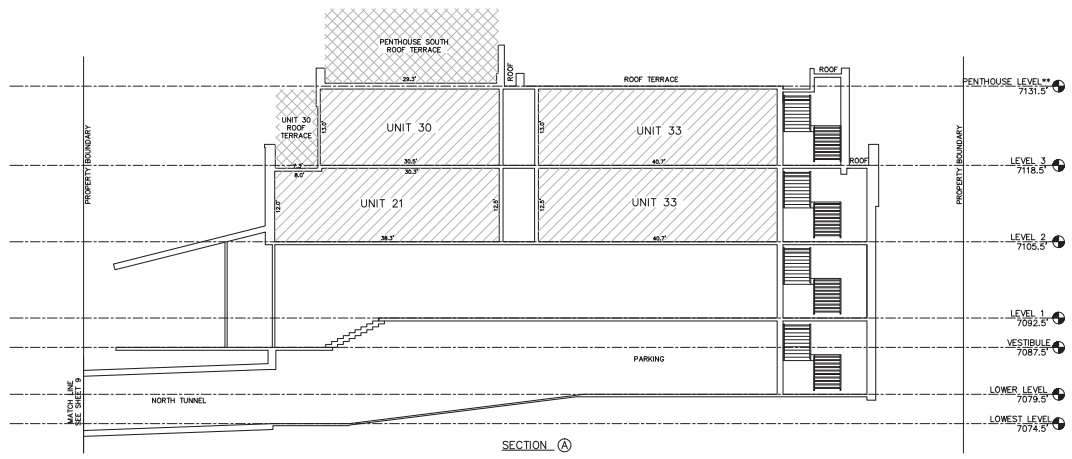 PENTHOUSE SOUTH
ROOF TERRACE
29.3'
ROOF
ROOF TERRACE
ROOF
PENTHOUSE LEVEL**
7131.5'
UNIT 30
ROOF
TERRACE
13.0'
UNIT 30
30.5'
13.0'
UNIT 33
40.7'
PROPERTY BOUNDARY
PROPERTY BOUNDARY
ROOF
LEVEL 3
7118.5'
7.3'
8.0'
30.3'
12.0'
UNIT 21
12.5'
38.3'
12.5'
UNIT 33
40.7'
LEVEL 2
7105.5'
LEVEL 1
7092.5'
VESTIBULE
7087.5'
PARKING
LOWER LEVEL
7079.5'
MATCH LINE
SEE SHEET 9
NORTH TUNNEL
LOWEST LEVEL
7074.5'
SECTION A